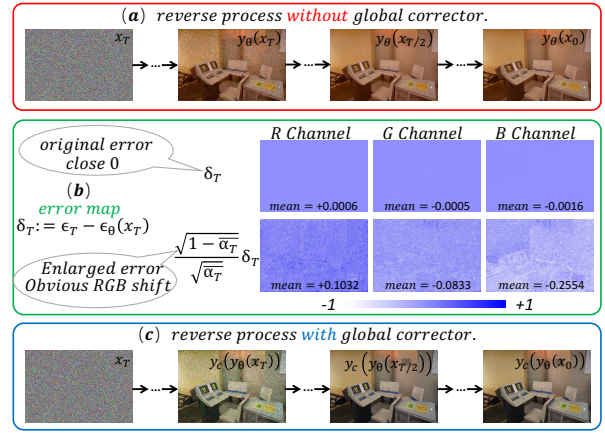 (a) reverse process without global corrector.
x_T
y_θ(x_T)
y_θ(x_{T/2})
y_θ(x_0)
→ ··· → ··· →
original error
close 0
δ_T
R Channel
G Channel
B Channel
mean = +0.0006
mean = -0.0005
mean = -0.0016
(b)
error map
δ_T := ϵ_T − ϵ_θ(x_T)
√(1 − ᾱ_T) / √(ᾱ_T) δ_T
Enlarged error
Obvious RGB shift
mean = +0.1032
mean = -0.0833
mean = -0.2554
-1
+1
(c) reverse process with global corrector.
x_T
y_c(y_θ(x_T))
y_c(y_θ(x_{T/2}))
y_c(y_θ(x_0))
→ ··· → ··· →